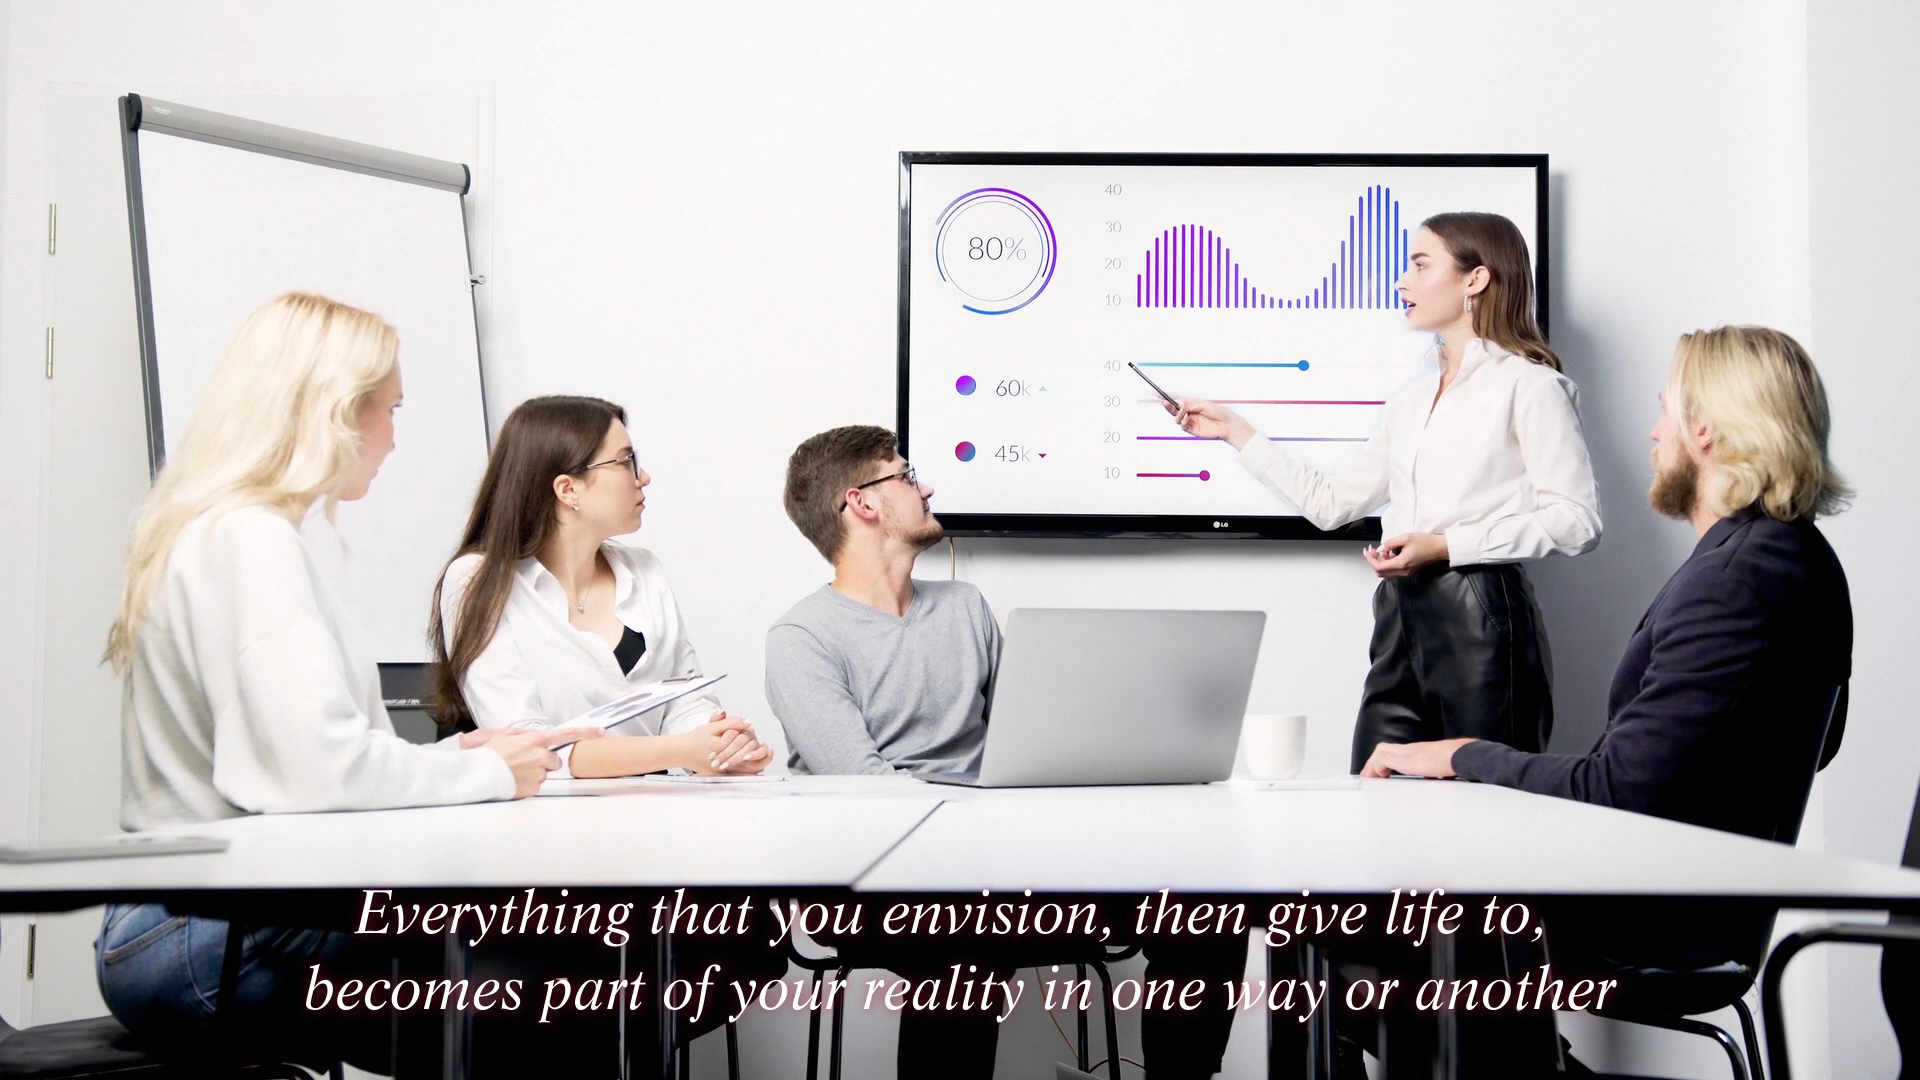 80%
40
30
20
10
60k
45k
40
30
20
10
LG
Everything that you envision, then give life to,
becomes part of your reality in one way or another